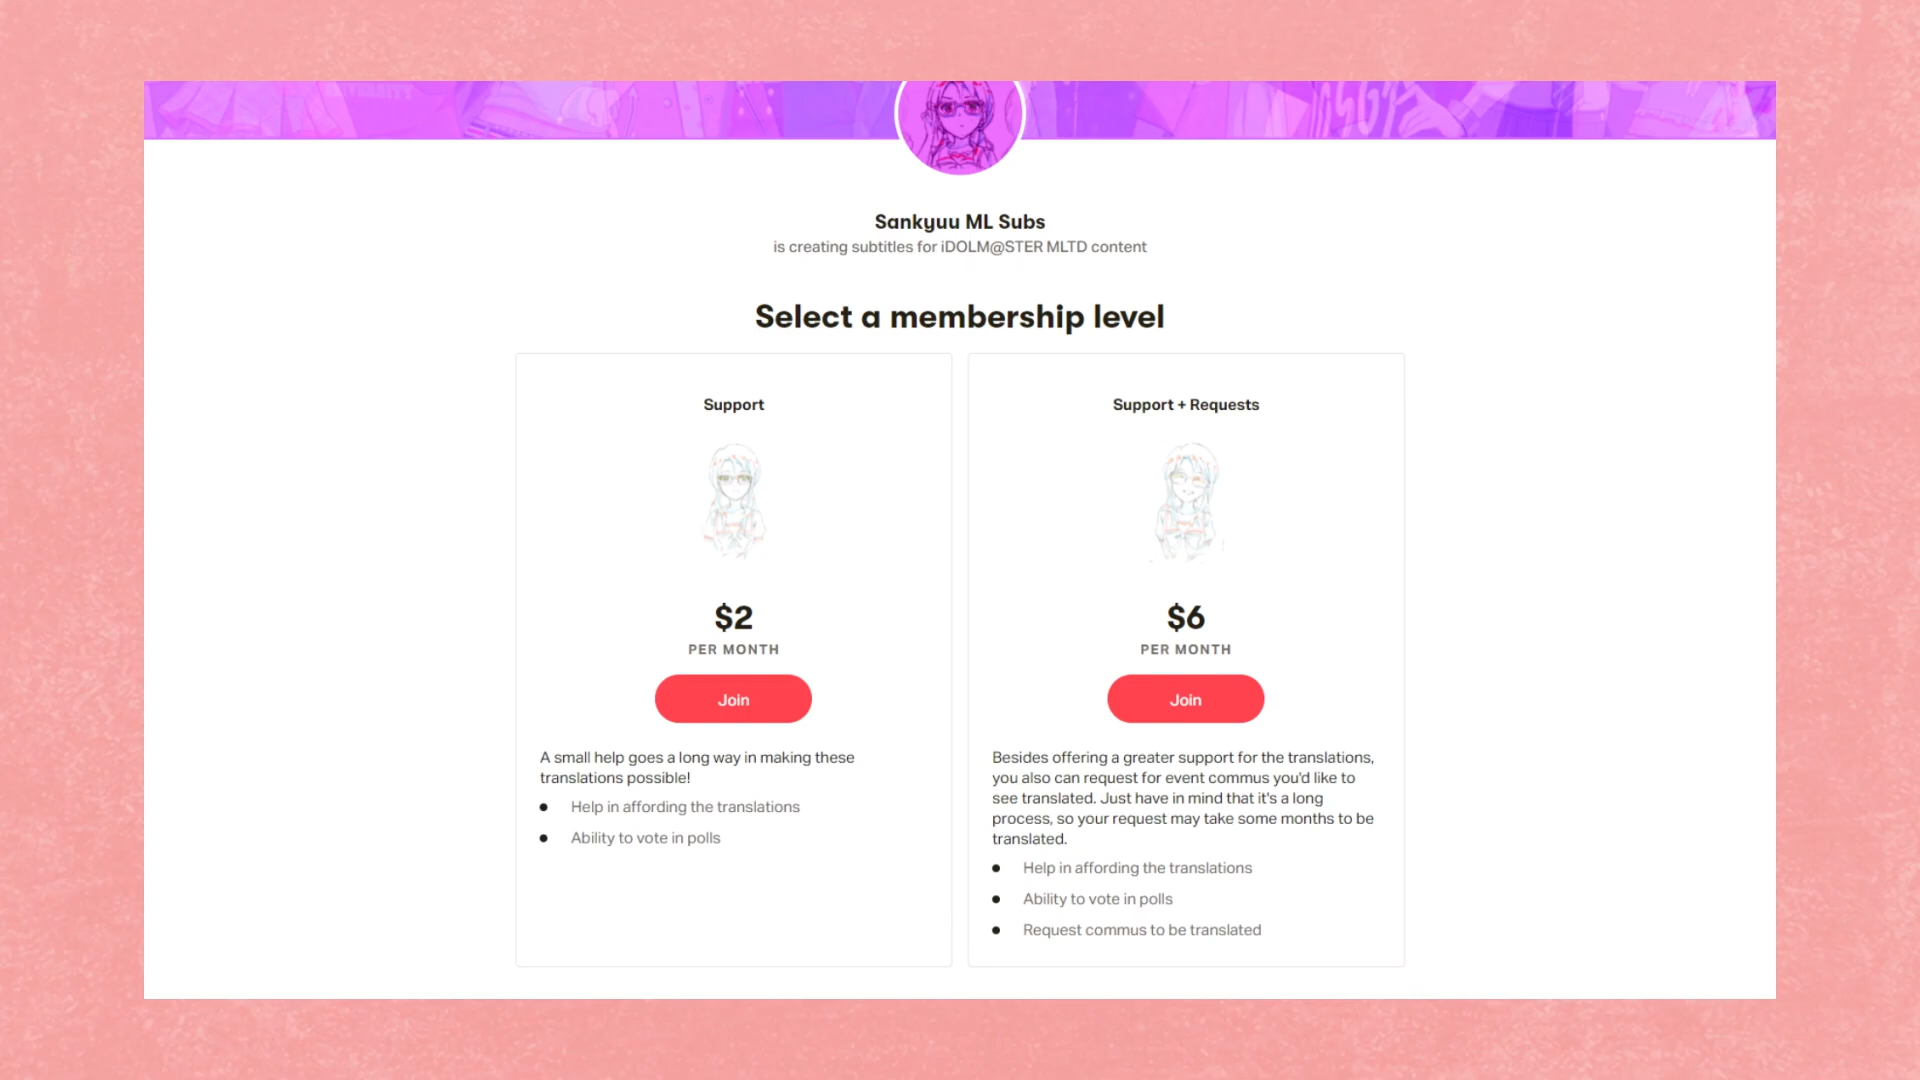 Sankyuu ML Subs
is creating subtitles for iDOLM@STER MLTD content
Select a membership level
Support
$2
PER MONTH
Join
A small help goes a long way in making these
translations possible!
Help in affording the translations
Ability to vote in polls
Support + Requests
$6
PER MONTH
Join
Besides offering a greater support for the translations,
you also can request for event commus you'd like to
see translated. Just have in mind that it's a long
process, so your request may take some months to be
translated.
Help in affording the translations
Ability to vote in polls
Request commus to be translated